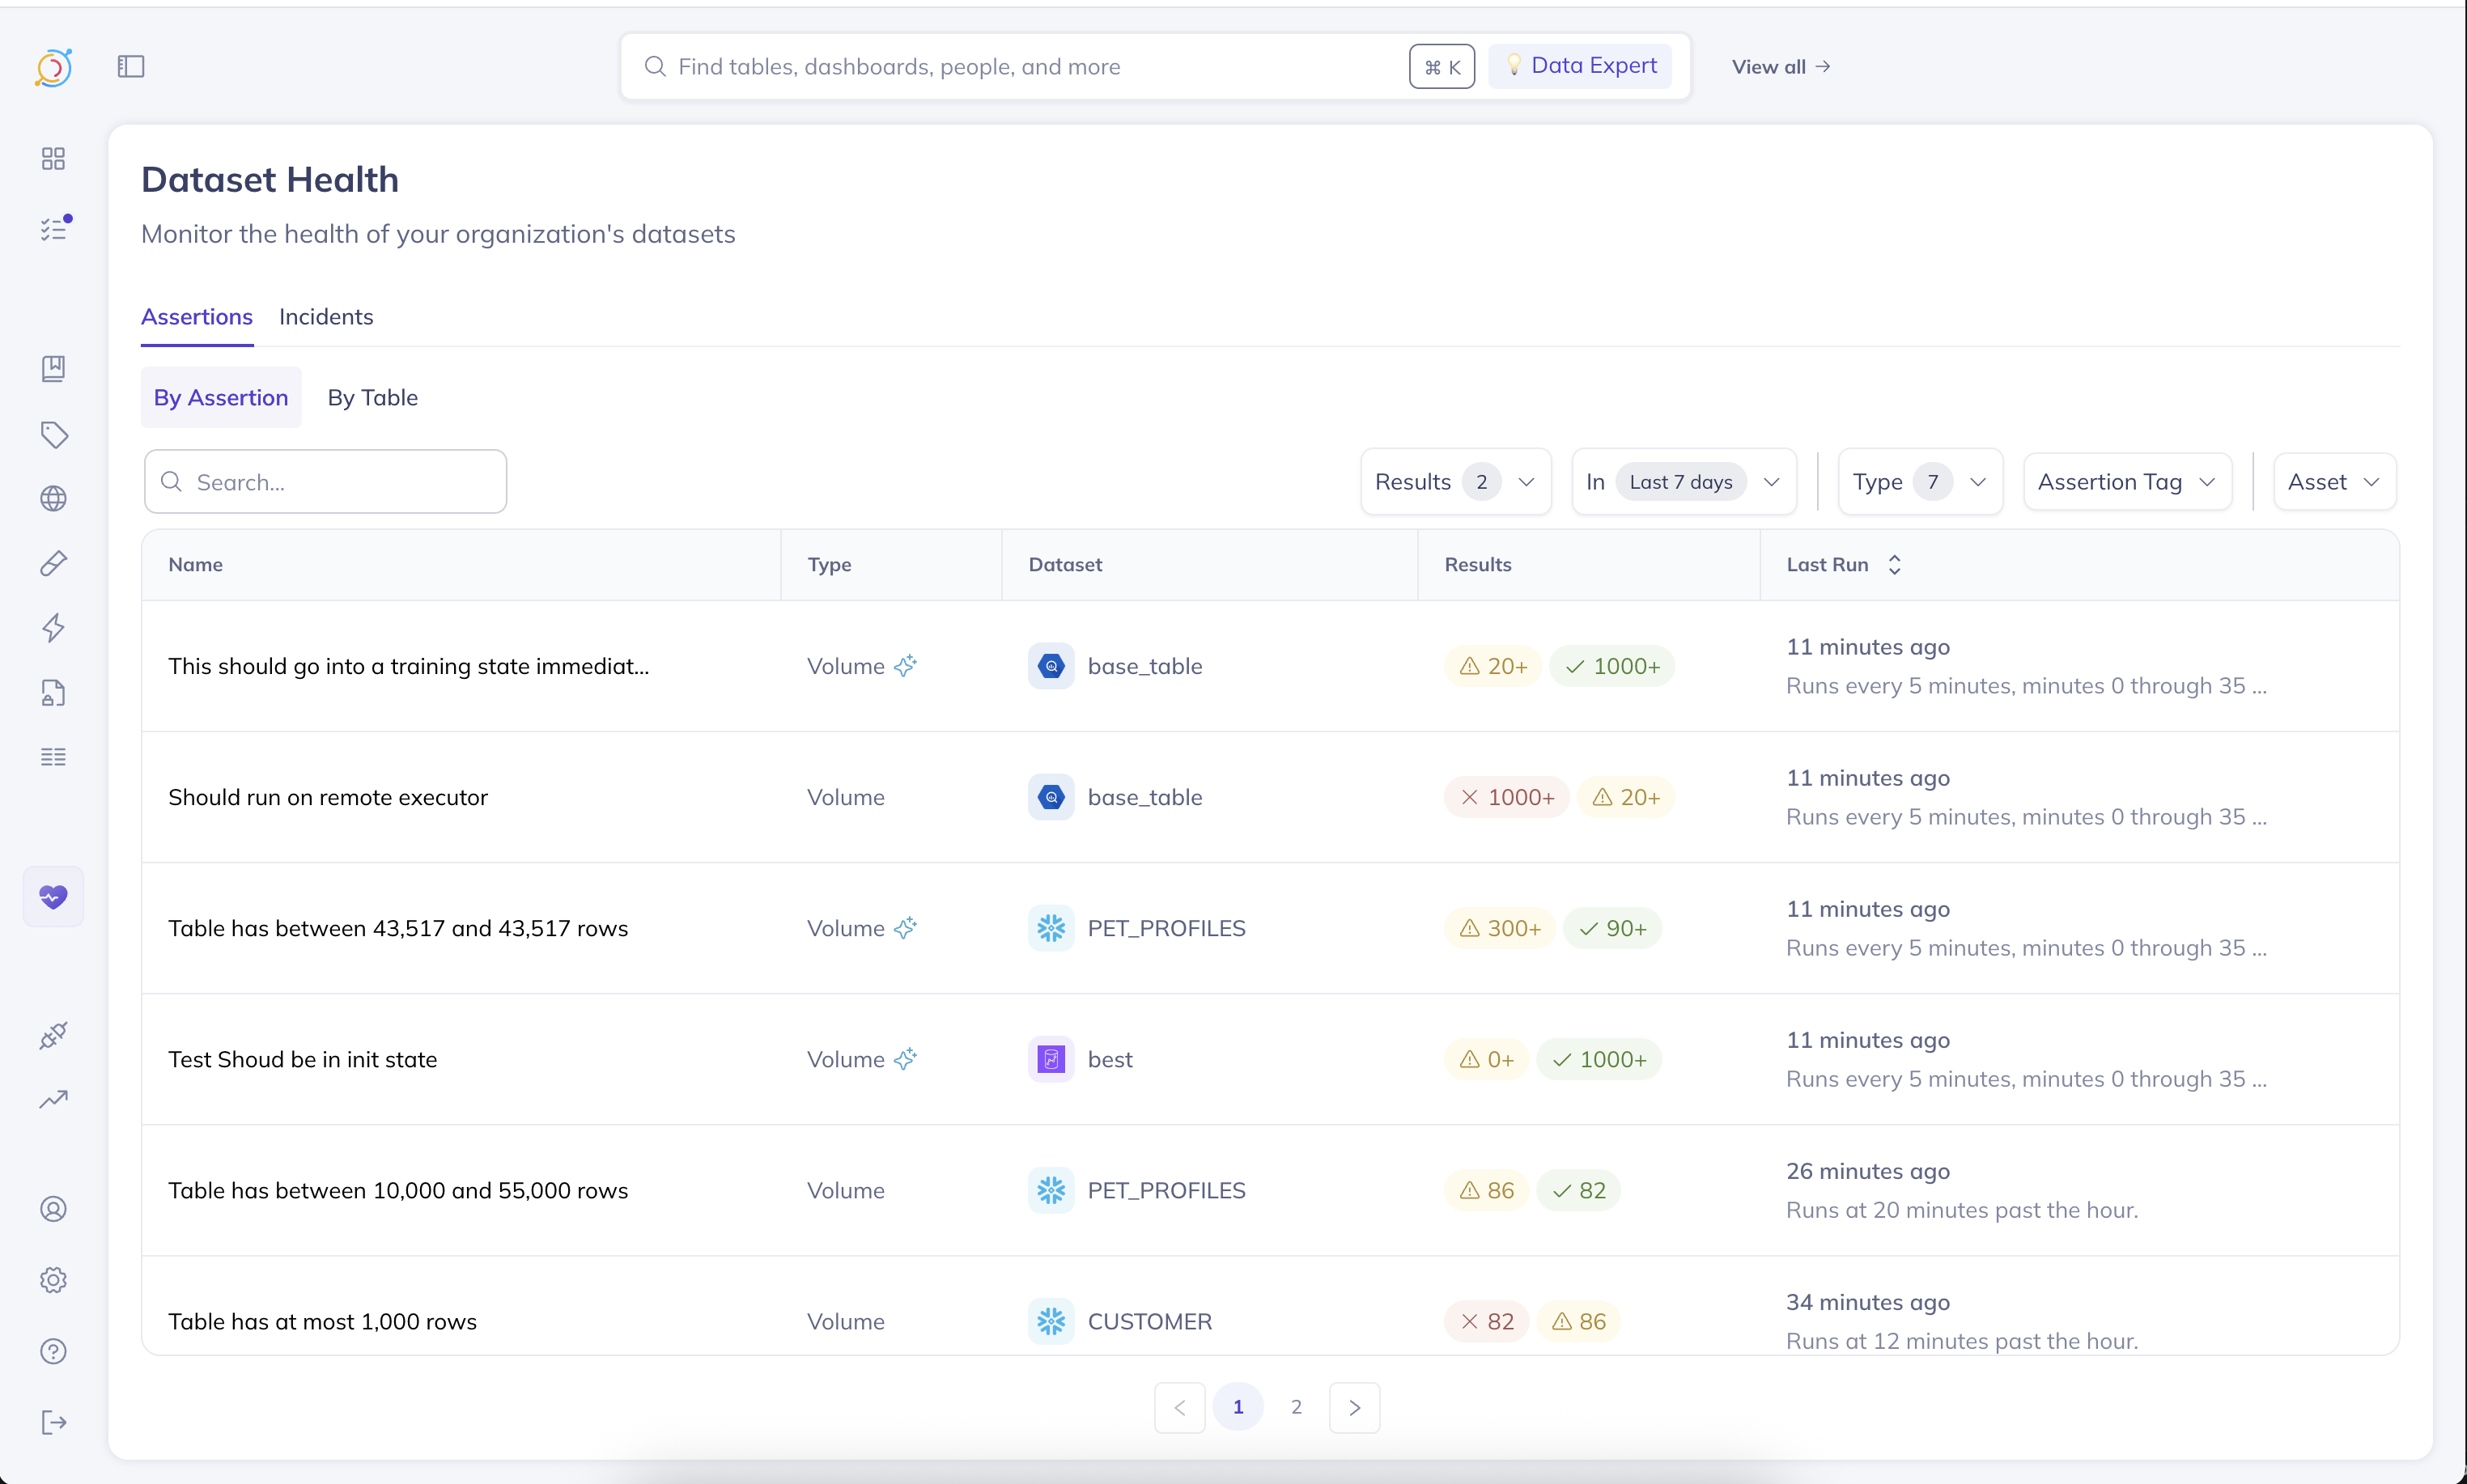 Find tables, dashboards, people, and more
⌘ K
Data Expert
View all →
Dataset Health
Monitor the health of your organization's datasets
Assertions Incidents
By Assertion By Table
Search...
Results 2
In Last 7 days
Type 7
Assertion Tag
Asset
Name Type Dataset Results Last Run
This should go into a training state immediat... Volume base_table 20+ 1000+ 11 minutes ago
Runs every 5 minutes, minutes 0 through 35 ...
Should run on remote executor Volume base_table 1000+ 20+ 11 minutes ago
Runs every 5 minutes, minutes 0 through 35 ...
Table has between 43,517 and 43,517 rows Volume PET_PROFILES 300+ 90+ 11 minutes ago
Runs every 5 minutes, minutes 0 through 35 ...
Test Shoud be in init state Volume best 0+ 1000+ 11 minutes ago
Runs every 5 minutes, minutes 0 through 35 ...
Table has between 10,000 and 55,000 rows Volume PET_PROFILES 86 82 26 minutes ago
Runs at 20 minutes past the hour.
Table has at most 1,000 rows Volume CUSTOMER 82 86 34 minutes ago
Runs at 12 minutes past the hour.
1 2